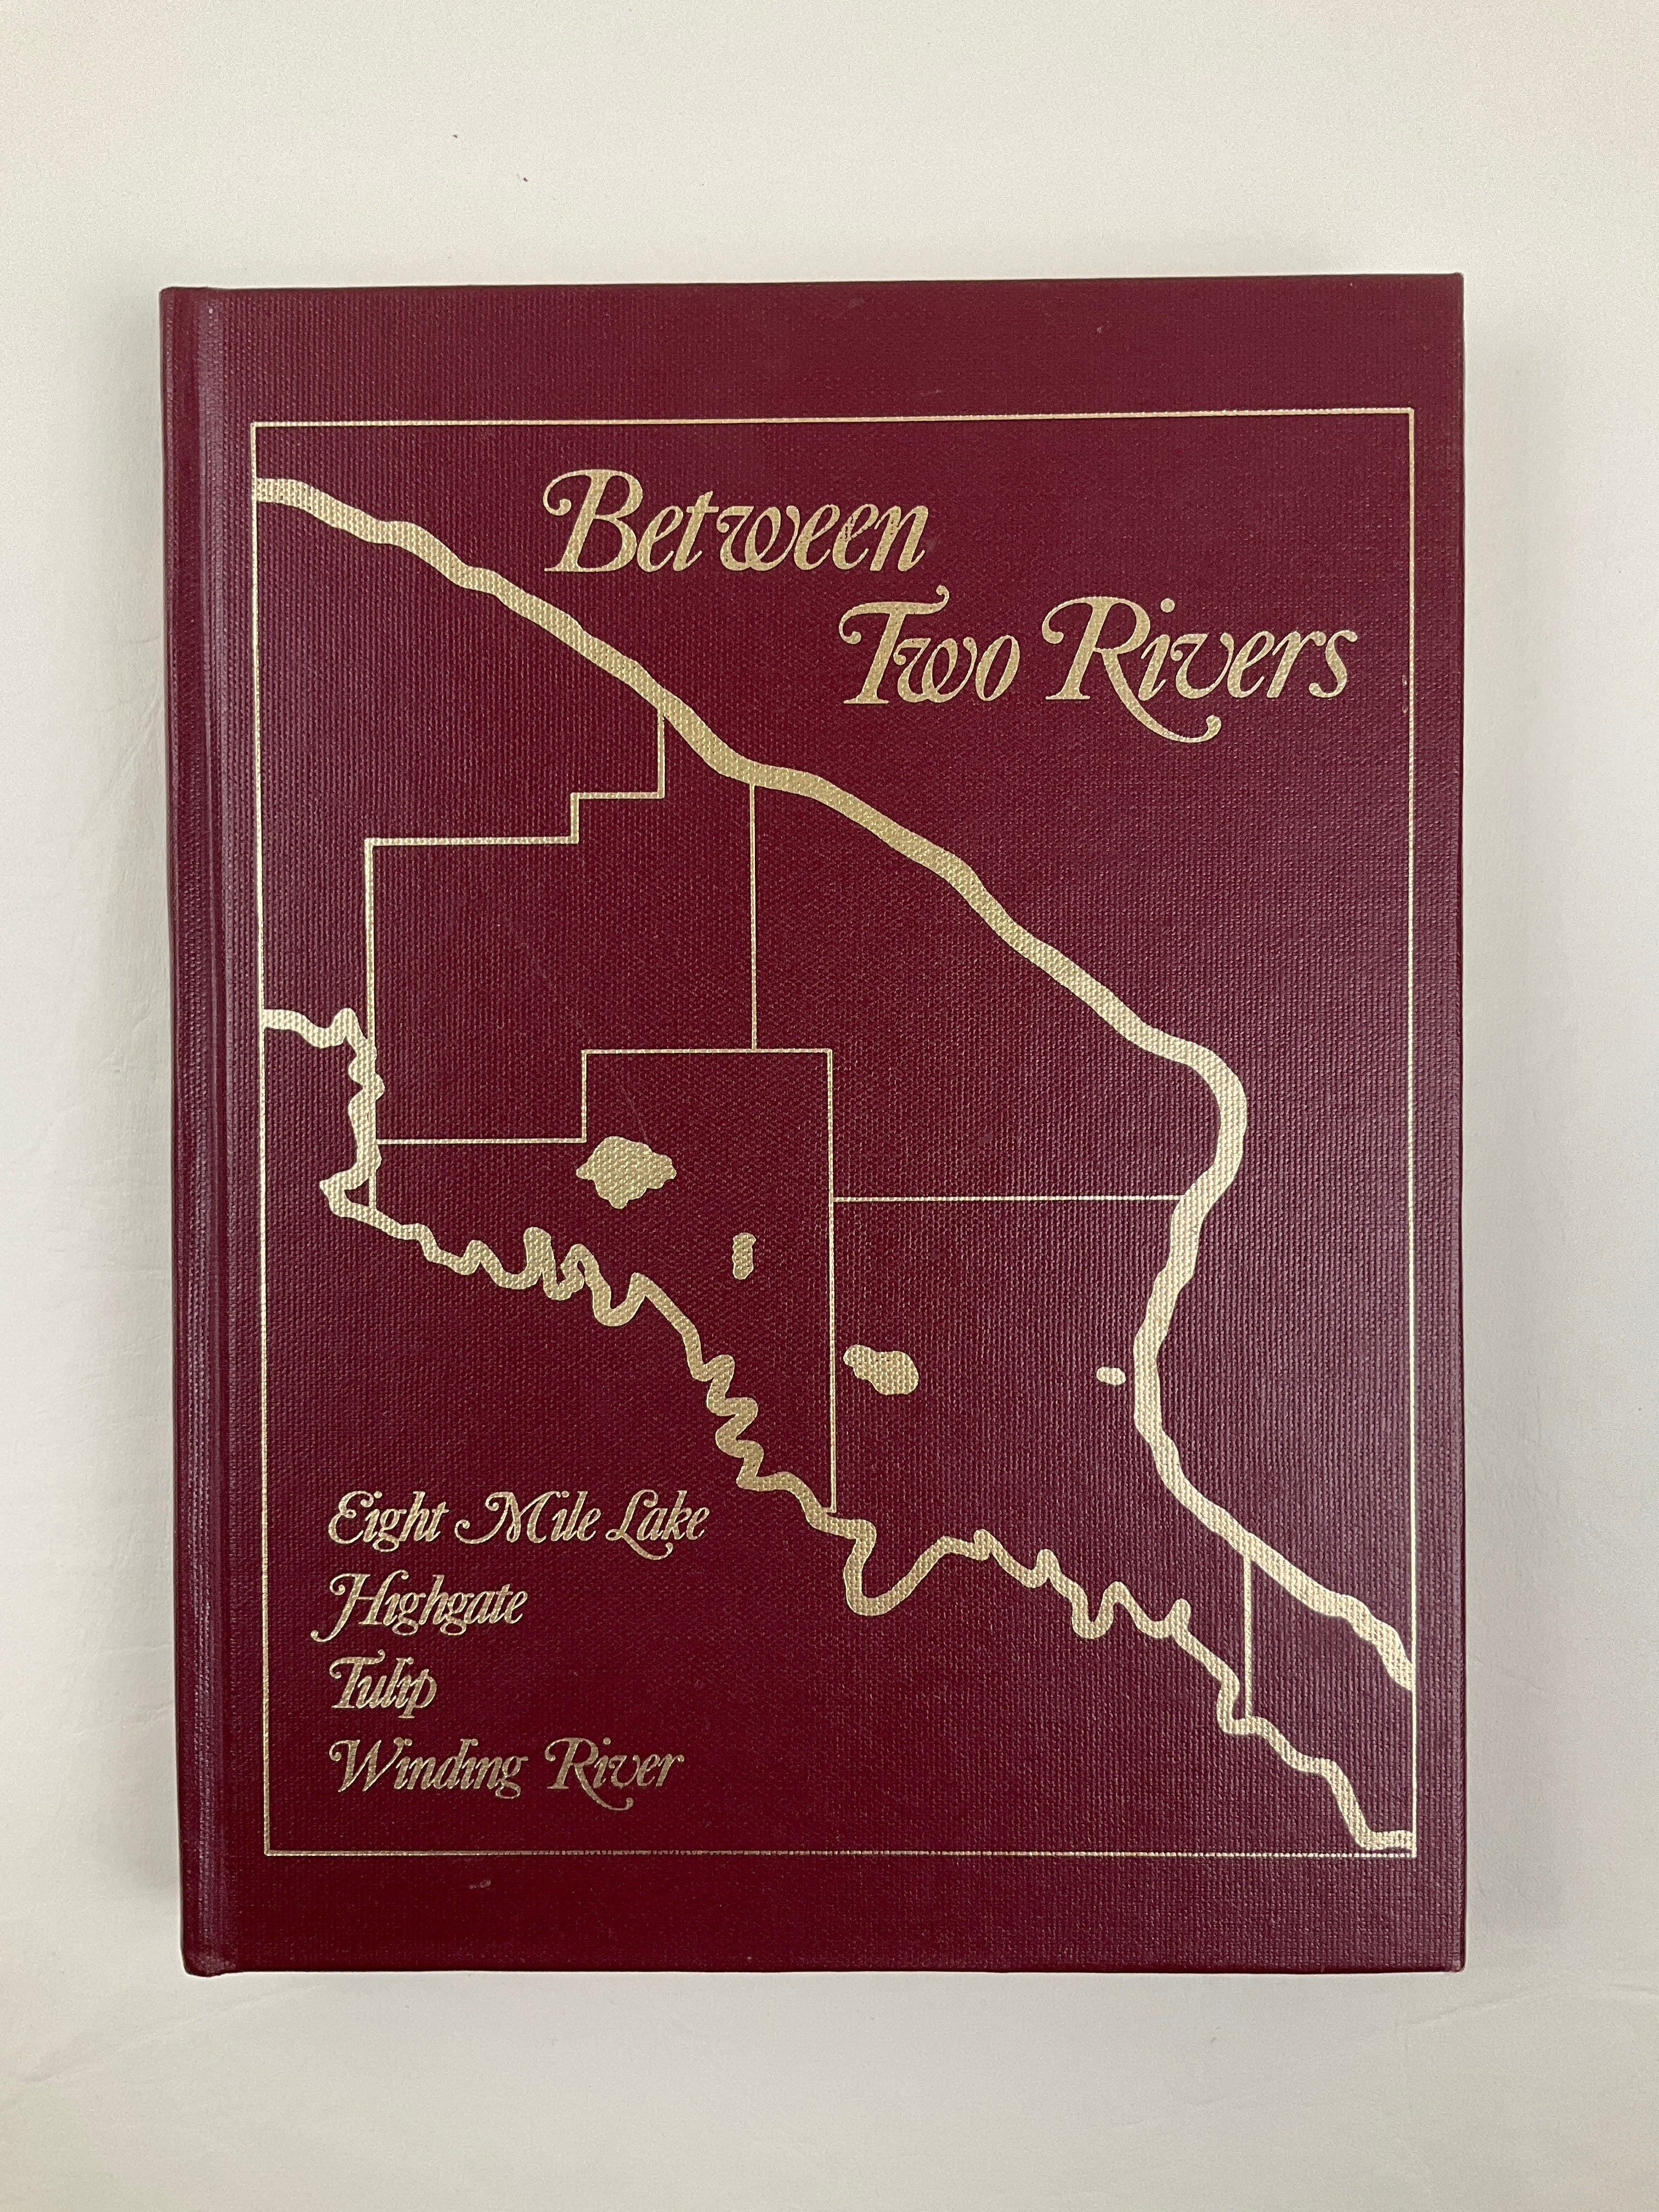 Between
Two Rivers
Eight Mile Lake
Highgate
Tulip
Winding River